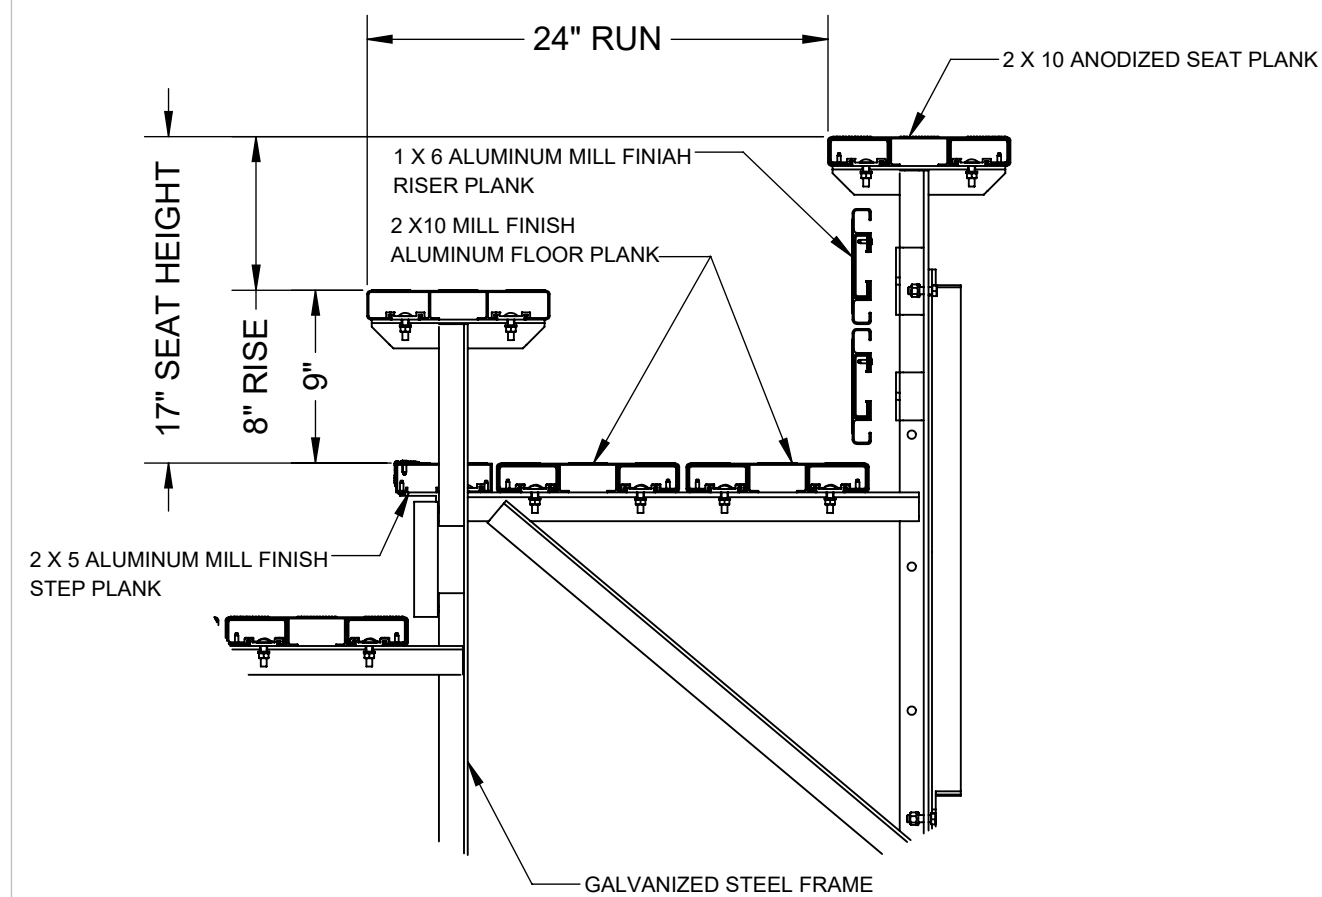 24" RUN
2 X 10 ANODIZED SEAT PLANK
1 X 6 ALUMINUM MILL FINIAH
RISER PLANK
2 X10 MILL FINISH
ALUMINUM FLOOR PLANK
17" SEAT HEIGHT
8" RISE
9"
2 X 5 ALUMINUM MILL FINISH
STEP PLANK
GALVANIZED STEEL FRAME